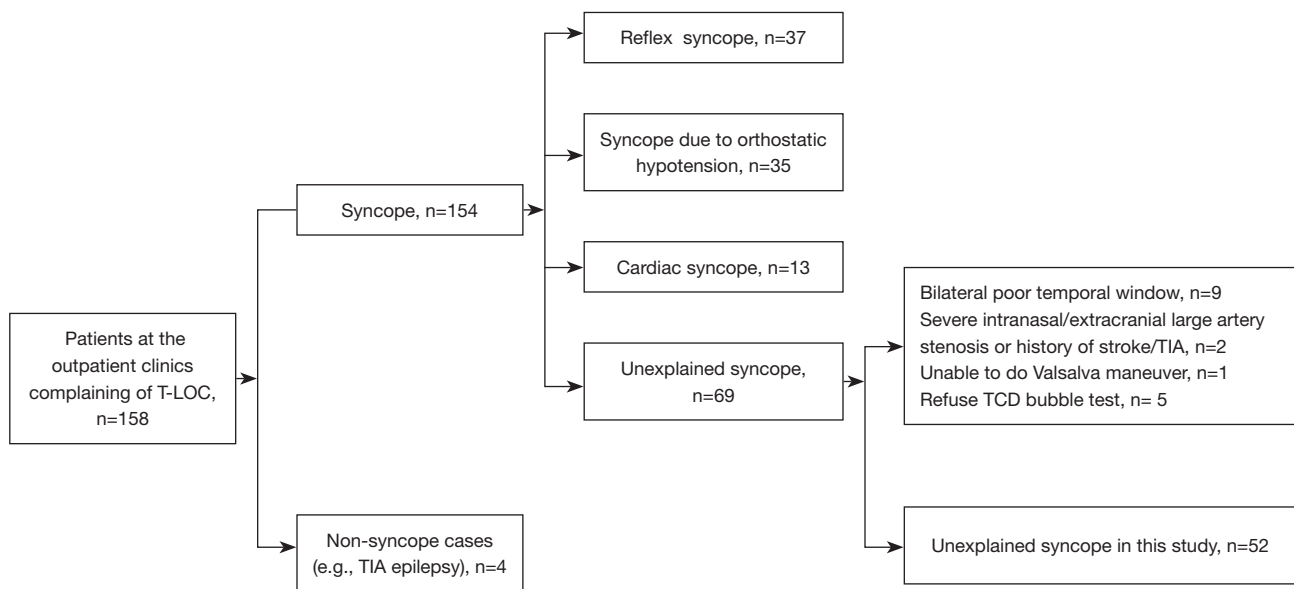 Patients at the
outpatient clinics
complaining of T-LOC,
n=158
Syncope, n=154
Non-syncope cases
(e.g., TIA epilepsy), n=4
Reflex syncope, n=37
Syncope due to orthostatic
hypotension, n=35
Cardiac syncope, n=13
Unexplained syncope,
n=69
Bilateral poor temporal window, n=9
Severe intranasal/extracranial large artery
stenosis or history of stroke/TIA, n=2
Unable to do Valsalva maneuver, n=1
Refuse TCD bubble test, n= 5
Unexplained syncope in this study, n=52